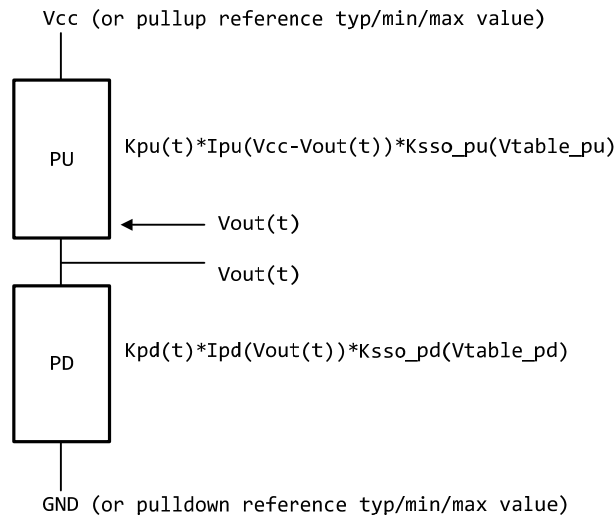 Vcc (or pullup reference typ/min/max value)
PU
Kpu(t)*Ipu(Vcc-Vout(t))*Ksso_pu(Vtable_pu)
Vout(t)
Vout(t)
PD
Kpd(t)*Ipd(Vout(t))*Ksso_pd(Vtable_pd)
GND (or pulldown reference typ/min/max value)